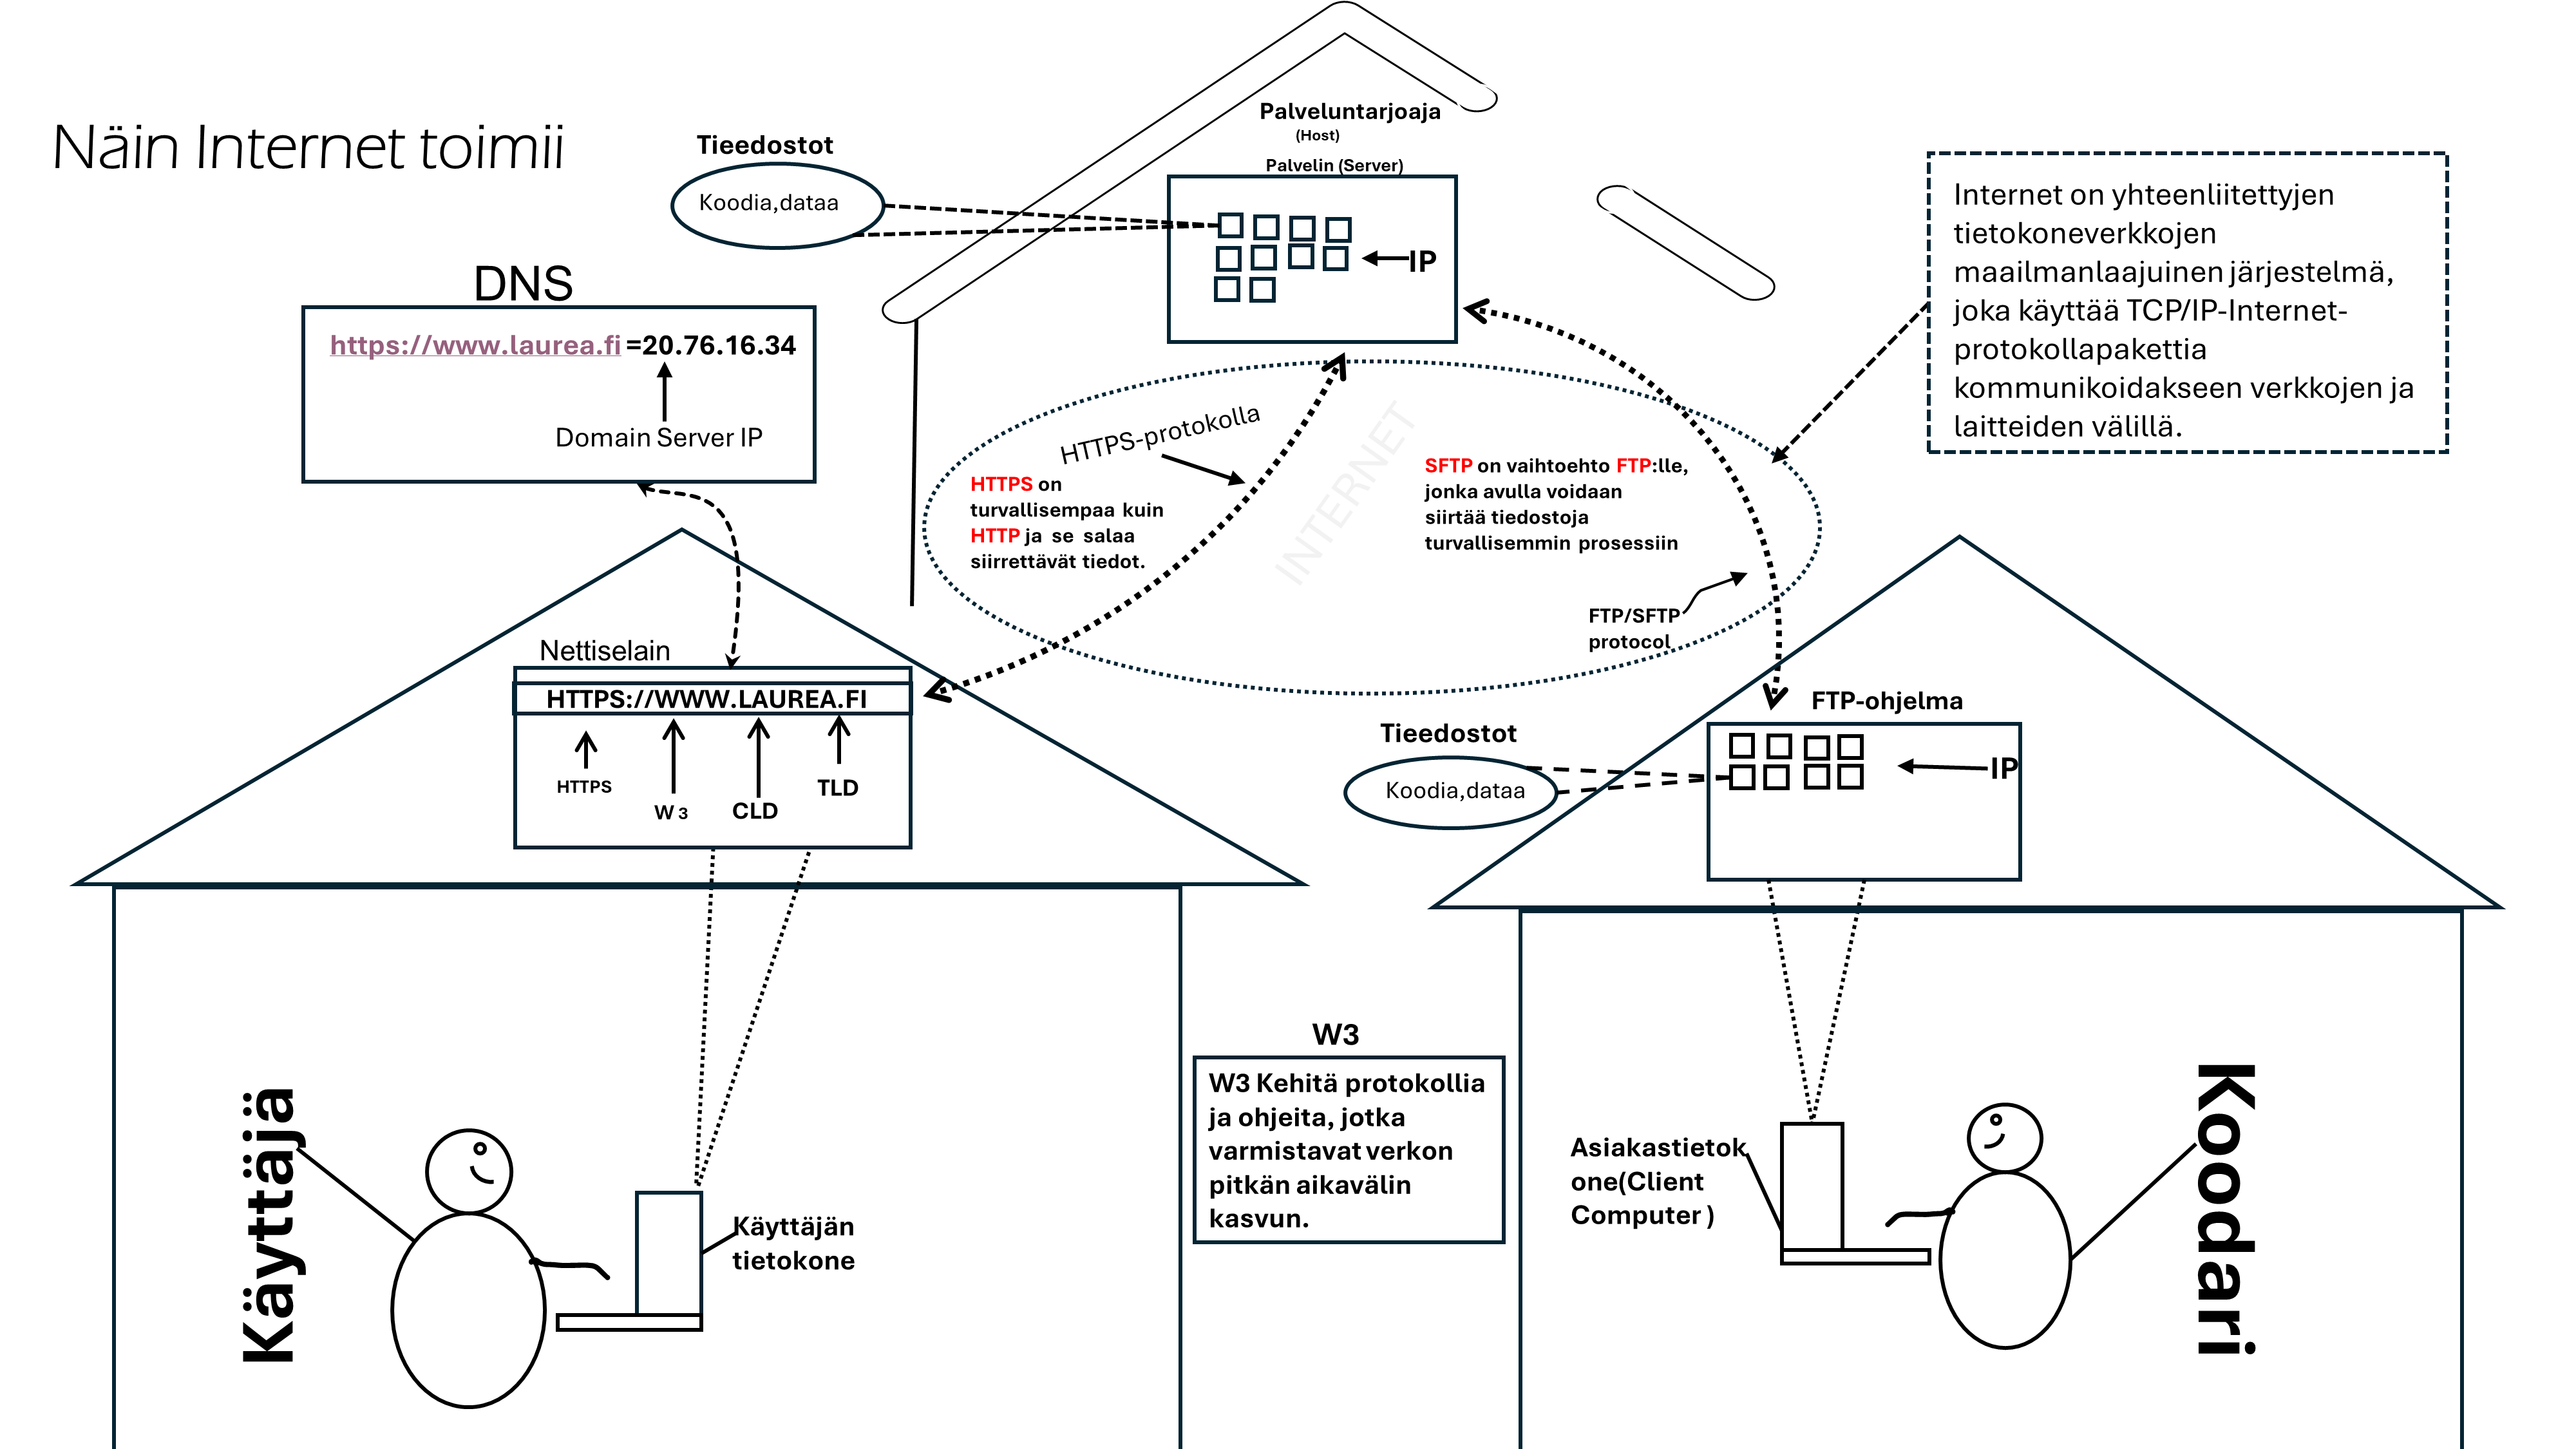 Näin Internet toimii
Tieedostot
Koodia,dataa
Palveluntarjoaja
(Host)
Palvelin (Server)
IP
DNS
https://www.laurea.fi =20.76.16.34
Domain Server IP
Internet on yhteenliitettyjen
tietokoneverkkojen
maailmanlaajuinen järjestelmä,
joka käyttää TCP/IP-Internet-
protokollapakettia
kommunikoidakseen verkkojen ja
laitteiden välillä.
HTTPS-protokolla
HTTPS on
turvallisempaa kuin
HTTP ja se salaa
siirrettävät tiedot.
INTERNET
SFTP on vaihtoehto FTP:lle,
jonka avulla voidaan
siirtää tiedostoja
turvallisemmin prosessiin
FTP/SFTP
protocol
Nettiselain
HTTPS://WWW.LAUREA.FI
HTTPS
W 3
CLD
TLD
FTP-ohjelma
Tieedostot
Koodia,dataa
IP
Käyttäjä
Käyttäjän
tietokone
W3
W3 Kehitä protokollia
ja ohjeita, jotka
varmistavat verkon
pitkän aikavälin
kasvun.
Asiakastietok
one(Client
Computer )
Koodari